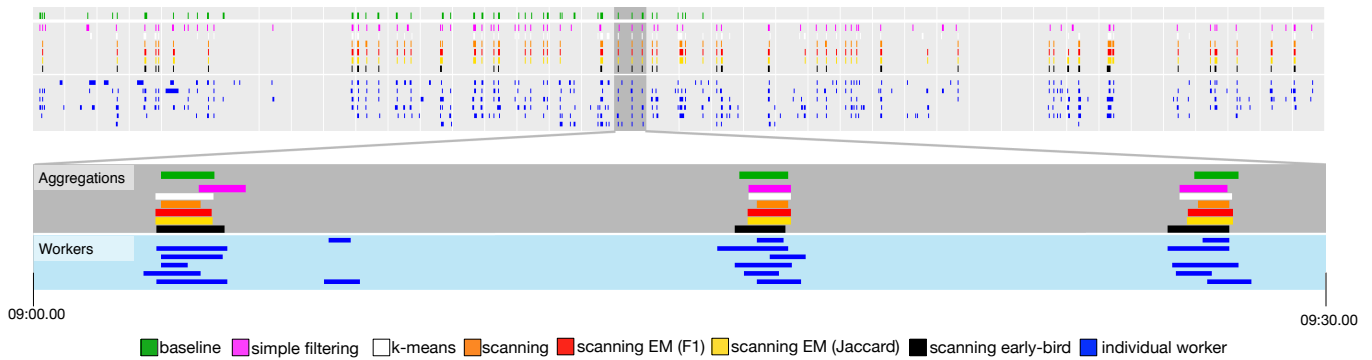 Aggregations
Workers
09:00.00
09:30.00
baseline simple filtering k-means scanning scanning EM (F1) scanning EM (Jaccard) scanning early-bird individual worker